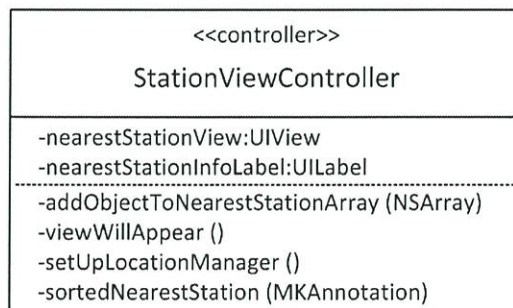 <<controller>>
StationViewController
-nearestStationView:UIView
-nearestStationInfoLabel:UILabel
-addObjectToNearestStationArray (NSArray)
-viewWillAppear ()
-setUpLocationManager ()
-sortedNearestStation (MKAnnotation)